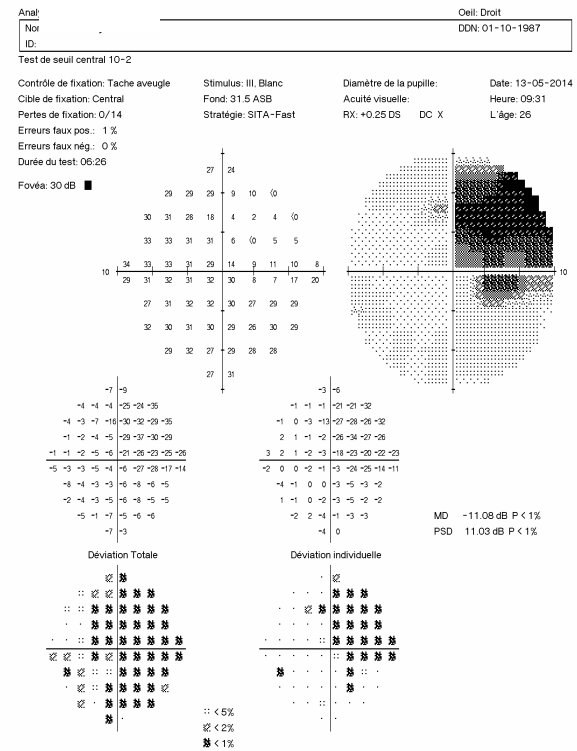 Oeil: Droit
DDN: 01-10-1987
ID:
Test de seuil central 10-2
Contrôle de fixation: Tache aveugle Stimulus: III, Blanc Diamètre de la pupille: Date: 13-05-2014
Cible de fixation: Central Fond: 31.5 ASB Acuité visuelle: Heure: 09:31
Pertes de fixation: 0/14 Stratégie: SITA-Fast RX: +0.25 DS DC X L'âge: 26
Erreurs faux pos.: 1 %
Erreurs faux nég.: 0 %
Durée du test: 06:26
Fovéa: 30 dB
27 24
29 29 29 9 10 <0
30 31 28 18 4 2 4 <0
33 33 31 31 6 <0 5 5
34 33 33 31 29 14 9 11 10 8
10 10
29 31 32 31 32 30 8 7 17 20
27 31 32 32 30 27 28 29
32 30 31 30 29 26 30 29
29 32 27 29 28 28
27 31
-7 -9 -3 -6
-4 -4 -4 -25 -24 -35 -1 -1 -1 -21 -21 -32
-4 -3 -7 -16 -30 -32 -29 -35 -1 0 -3 -13 -27 -28 -26 -32
-1 -2 -4 -5 -29 -37 -30 -29 2 1 -1 -2 -26 -34 -27 -26
-1 -1 -2 -5 -6 -21 -26 -23 -25 -26 3 2 1 -2 -3 -18 -23 -20 -22 -23
-5 -3 -3 -5 -4 -6 -27 -28 -17 -14 -2 0 0 -2 -1 -3 -24 -25 -14 -11
-8 -4 -3 -3 -6 -8 -6 -5 -4 -1 0 0 -3 -5 -3 -2
-2 -4 -3 -5 -6 -8 -5 -5 1 -1 0 -2 -3 -5 -2 -2
-5 -1 -7 -5 -6 -6 -2 2 -4 -1 -3 -3
-7 -3 -4 0
MD -11.08 dB P < 1%
PSD 11.03 dB P < 1%
Déviation Totale Déviation individuelle
< 5%
< 2%
< 1%